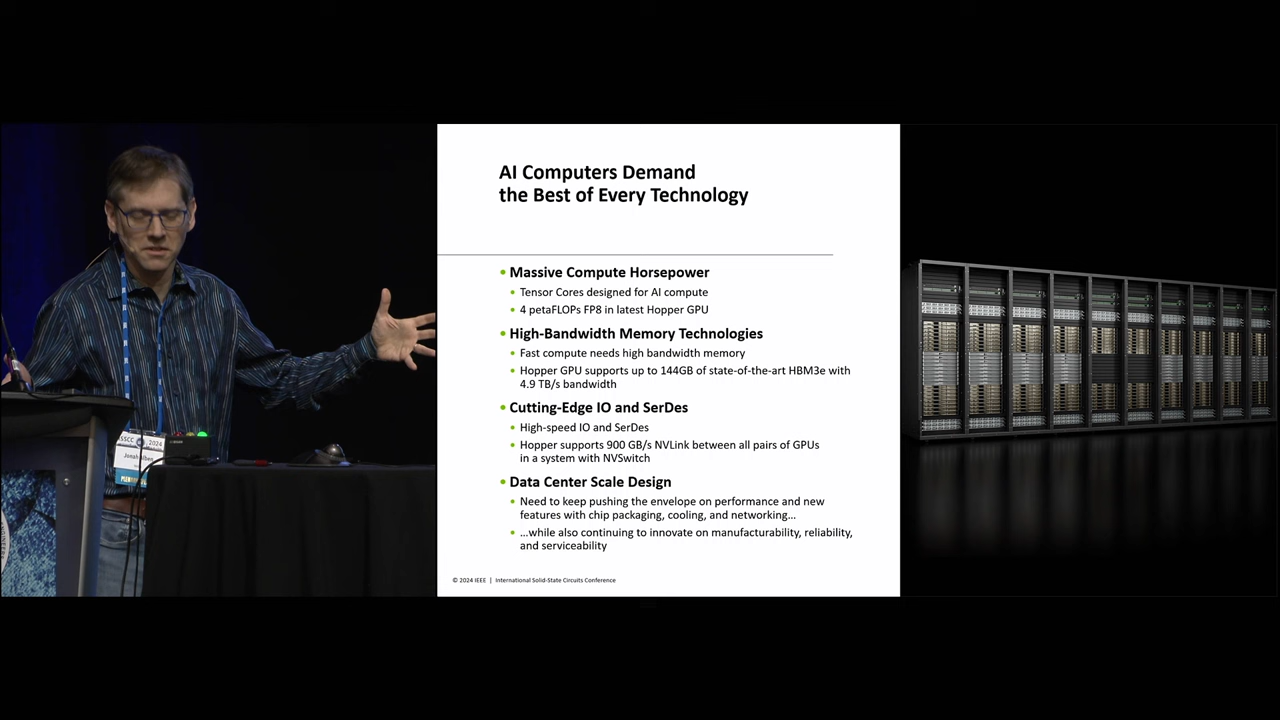 AI Computers Demand
the Best of Every Technology
• Massive Compute Horsepower
• Tensor Cores designed for AI compute
• 4 petaFLOPs FP8 in latest Hopper GPU
• High-Bandwidth Memory Technologies
• Fast compute needs high bandwidth memory
• Hopper GPU supports up to 144GB of state-of-the-art HBM3e with
4.9 TB/s bandwidth
• Cutting-Edge IO and SerDes
• High-speed IO and SerDes
• Hopper supports 900 GB/s NVLink between all pairs of GPUs
in a system with NVSwitch
• Data Center Scale Design
• Need to keep pushing the envelope on performance and new
features with chip packaging, cooling, and networking…
• …while also continuing to innovate on manufacturability, reliability,
and serviceability
© 2024 IEEE | International Solid-State Circuits Conference
2024